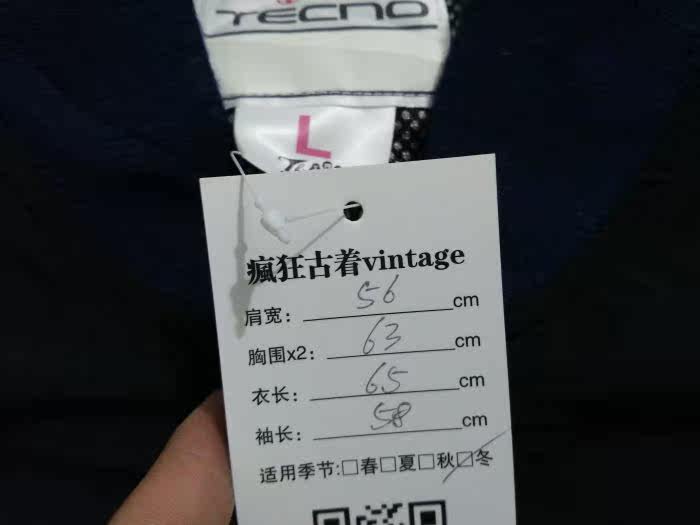 TECNO
L
瘋狂古着vintage
肩宽：56cm
胸围x2：63cm
衣长：65cm
袖长：58cm
适用季节:□春□夏□秋☑冬